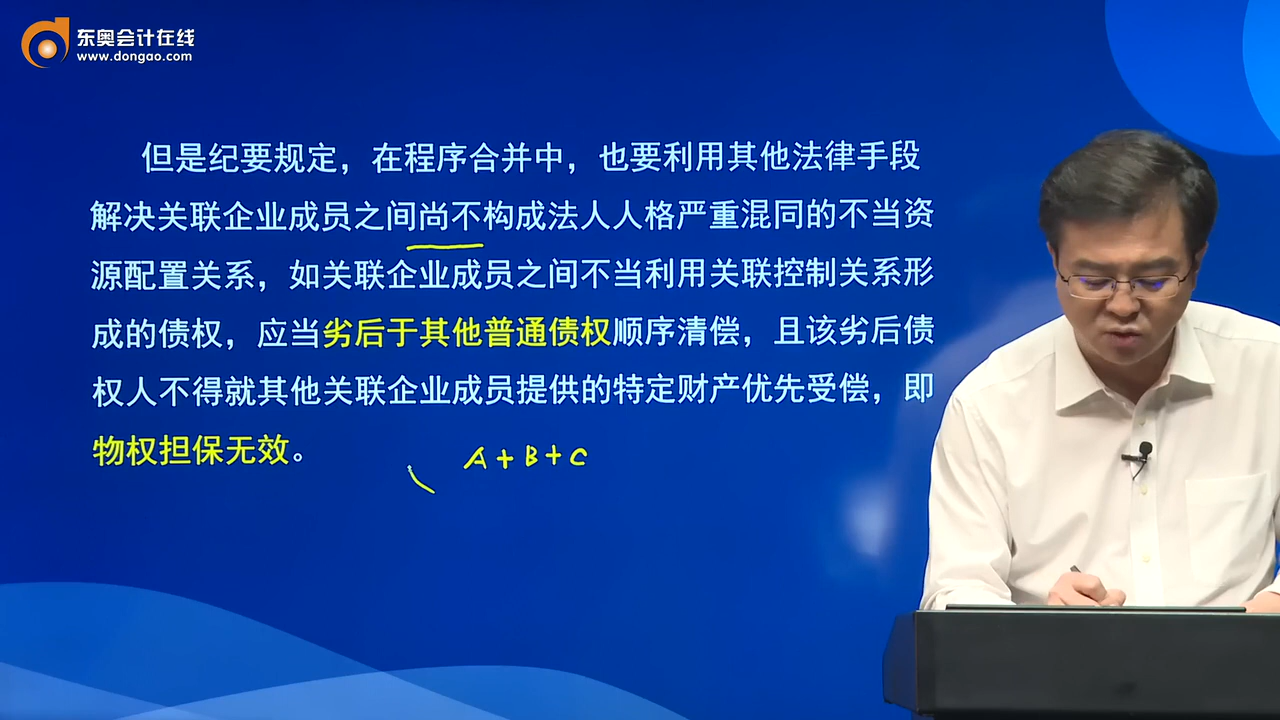 东奥会计在线
www.dongao.com
但是纪要规定，在程序合并中，也要利用其他法律手段
解决关联企业成员之间尚不构成法人人格严重混同的不当资
源配置关系，如关联企业成员之间不当利用关联控制关系形
成的债权，应当劣后于其他普通债权顺序清偿，且该劣后债
权人不得就其他关联企业成员提供的特定财产优先受偿，即
物权担保无效。
A+B+C